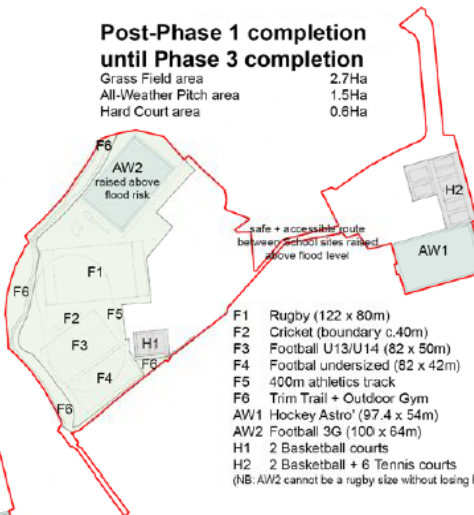 Post-Phase 1 completion
until Phase 3 completion
Grass Field area 2.7Ha
All-Weather Pitch area 1.5Ha
Hard Court area 0.6Ha
F6
AW2
raised above
flood risk
H2
safe + accessible route
between School sites raised
above flood level
AW1
F1
F6
F2
F5
F3
H1
F6
F4
F6
F1 Rugby (122 x 80m)
F2 Cricket (boundary c.40m)
F3 Football U13/U14 (82 x 50m)
F4 Footbal undersized (82 x 42m)
F5 400m athletics track
F6 Trim Trail + Outdoor Gym
AW1 Hockey Astro' (97.4 x 54m)
AW2 Football 3G (100 x 64m)
H1 2 Basketball courts
H2 2 Basketball + 6 Tennis courts
(NB: AW2 cannot be a rugby size without losing